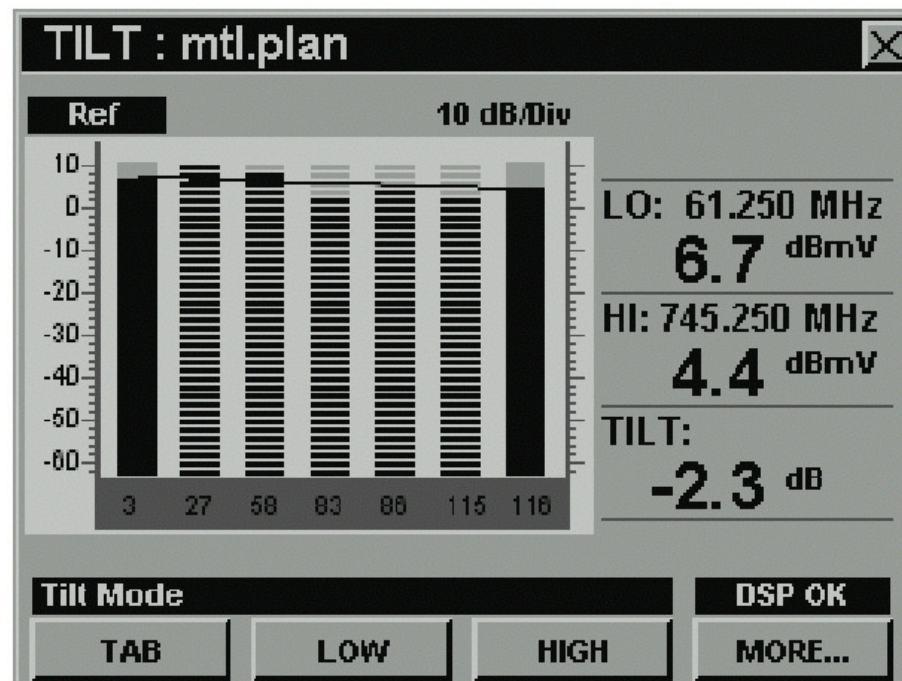 TILT : mtl.plan
Ref
10 dB/Div
10
0
-10
-20
-30
-40
-50
-60
3 27 58 83 86 115 116
LO: 61.250 MHz
6.7 dBmV
HI: 745.250 MHz
4.4 dBmV
TILT:
-2.3 dB
Tilt Mode
DSP OK
TAB
LOW
HIGH
MORE...